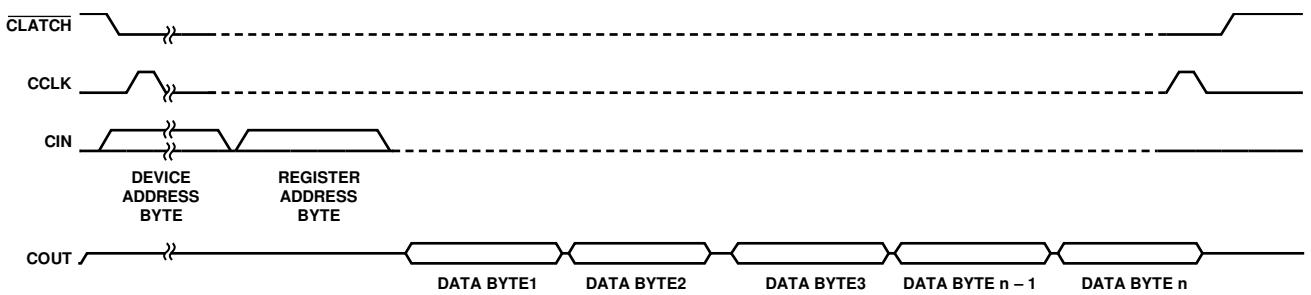 CLATCH
CCLK
CIN
DEVICE
ADDRESS
BYTE
REGISTER
ADDRESS
BYTE
COUT
DATA BYTE1
DATA BYTE2
DATA BYTE3
DATA BYTE n – 1
DATA BYTE n